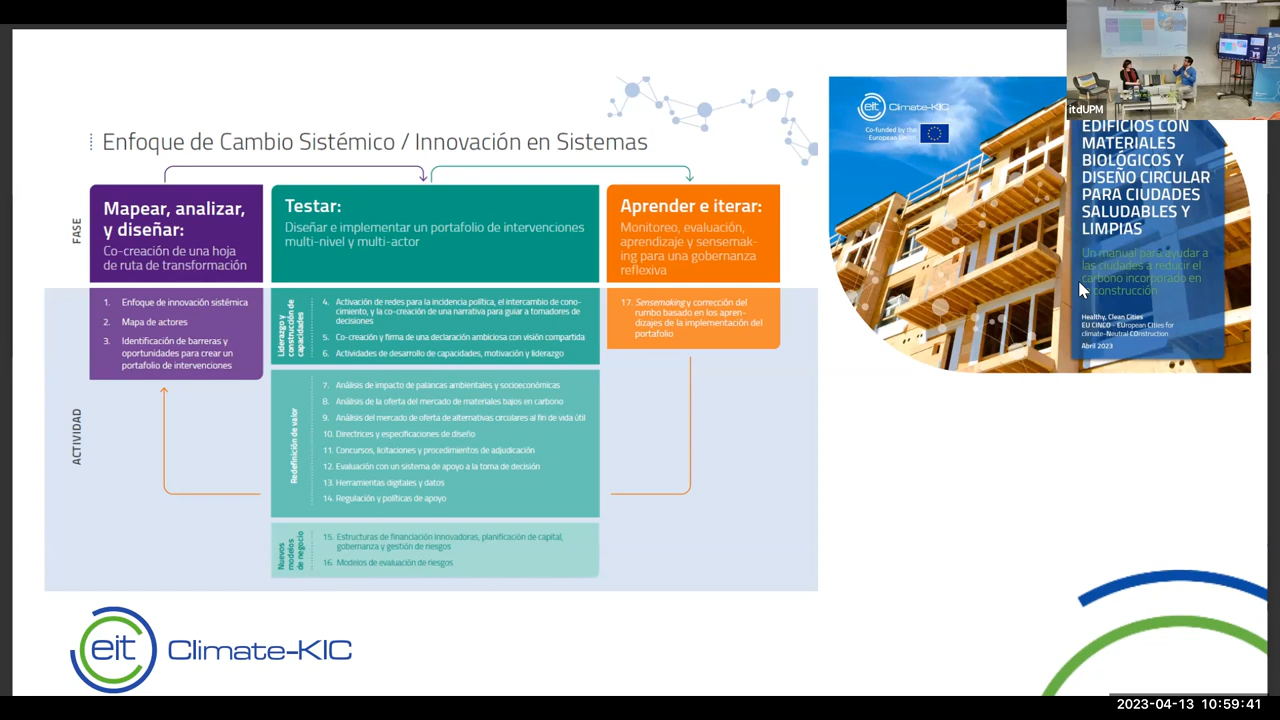 Enfoque de Cambio Sistémico / Innovación en Sistemas
FASE
Mapear, analizar,
y diseñar:
Co-creación de una hoja
de ruta de transformación
Testar:
Diseñar e implementar un portafolio de intervenciones
multi-nivel y multi-actor
Aprender e iterar:
Monitoreo, evaluación,
aprendizaje y sensemak-
ing para una gobernanza
reflexiva
ACTIVIDAD
1. Enfoque de innovación sistémica
2. Mapa de actores
3. Identificación de barreras y
oportunidades para crear un
portafolio de intervenciones
Liderazgo y
construcción de
capacidades
4. Activación de redes para la incidencia política, el intercambio de cono-
cimiento, y la co-creación de una narrativa para guiar a tomadores de
decisiones
5. Co-creación y firma de una declaración ambiciosa con visión compartida
6. Actividades de desarrollo de capacidades, motivación y liderazgo
Redefinición de valor
7. Análisis de impacto de palancas ambientales y socioeconómicas
8. Análisis de la oferta del mercado de materiales bajos en carbono
9. Análisis del mercado de oferta de alternativas circulares al fin de vida útil
10. Directrices y especificaciones de diseño
11. Concursos, licitaciones y procedimientos de adjudicación
12. Evaluación con un sistema de apoyo a la toma de decisión
13. Herramientas digitales y datos
14. Regulación y políticas de apoyo
Nuevos
modelos
de negocio
15. Estructuras de financiación innovadoras, planificación de capital,
gobernanza y gestión de riesgos
16. Modelos de evaluación de riesgos
17. Sensemaking y corrección del
rumbo basado en los apren-
dizajes de la implementación del
portafolio
eit Climate-KIC
Co-funded by the
European Union
itdUPM
EDIFICIOS CON
MATERIALES
BIOLÓGICOS Y
DISEÑO CIRCULAR
PARA CIUDADES
SALUDABLES Y
LIMPIAS
Un manual para ayudar a
las ciudades a reducir el
carbono incorporado en
construcción
Healthy, Clean Cities
EU CINCO - EUropean CIties for
climate-Neutral COnstruction
Abril 2023
eit Climate-KIC
2023-04-13 10:59:41